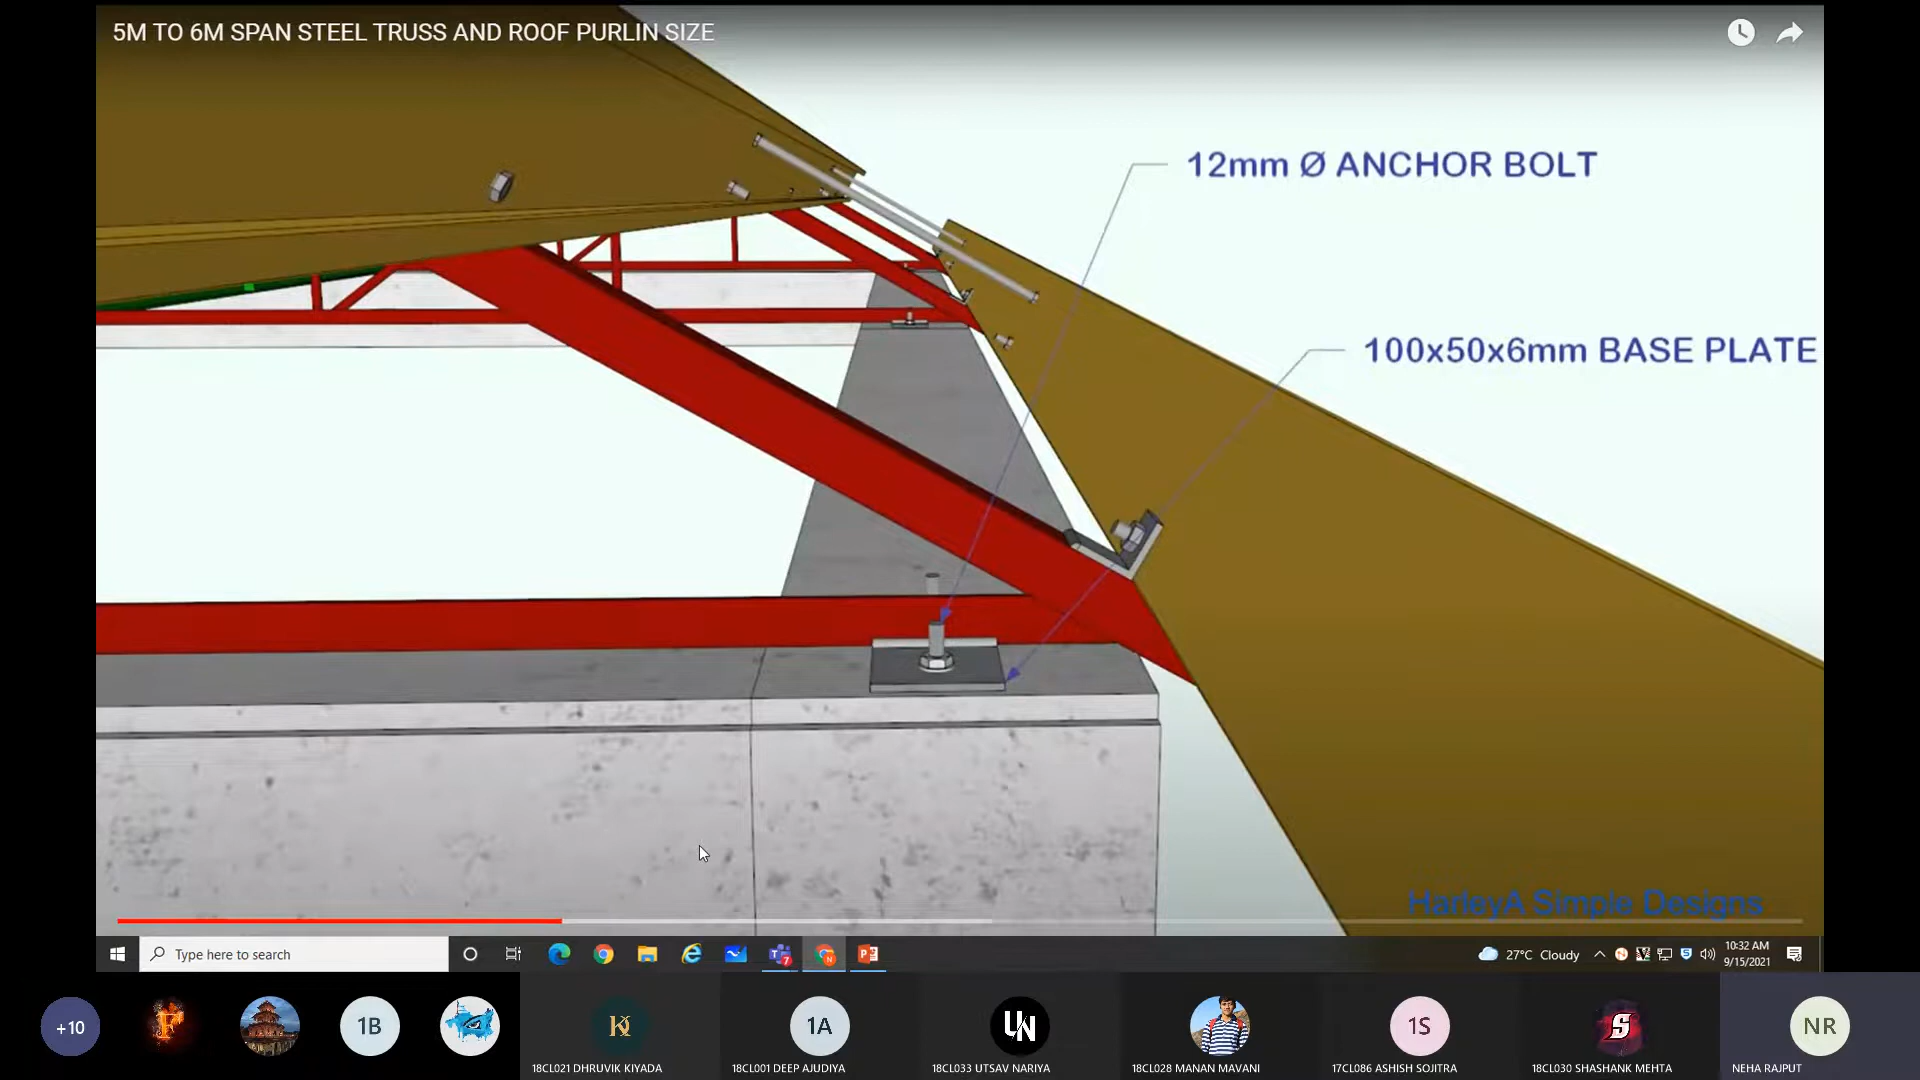 5M TO 6M SPAN STEEL TRUSS AND ROOF PURLIN SIZE
12mm Ø ANCHOR BOLT
100x50x6mm BASE PLATE
HarleyA Simple Designs
Type here to search
7
N
27°C Cloudy
10:32 AM
9/15/2021
+10
F
1B
K
1A
UN
1S
S
NR
18CL021 DHRUVIK KIYADA
18CL001 DEEP AJUDIYA
18CL033 UTSAV NARIYA
18CL028 MANAN MAVANI
17CL086 ASHISH SOJITRA
18CL030 SHASHANK MEHTA
NEHA RAJPUT